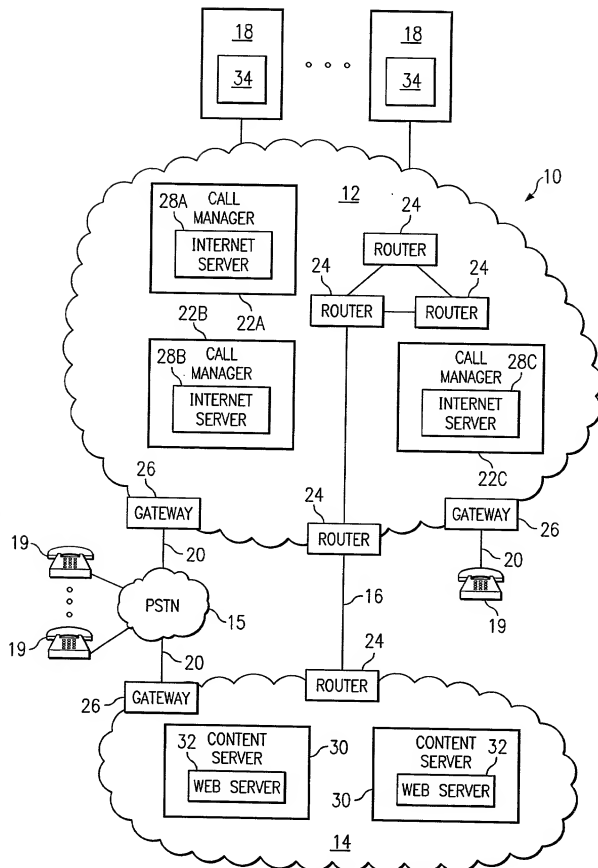 18 18
34 34
10
12
28A CALL MANAGER
INTERNET SERVER
22A
24
ROUTER
24 24
ROUTER ROUTER
22B
28B CALL MANAGER
INTERNET SERVER
CALL MANAGER 28C
INTERNET SERVER
22C
26
GATEWAY
24
ROUTER
GATEWAY
26
20
20
19
19
PSTN
15
16
19
20
24
ROUTER
26
GATEWAY
CONTENT SERVER
32
WEB SERVER
30
CONTENT SERVER
32
WEB SERVER
30
14